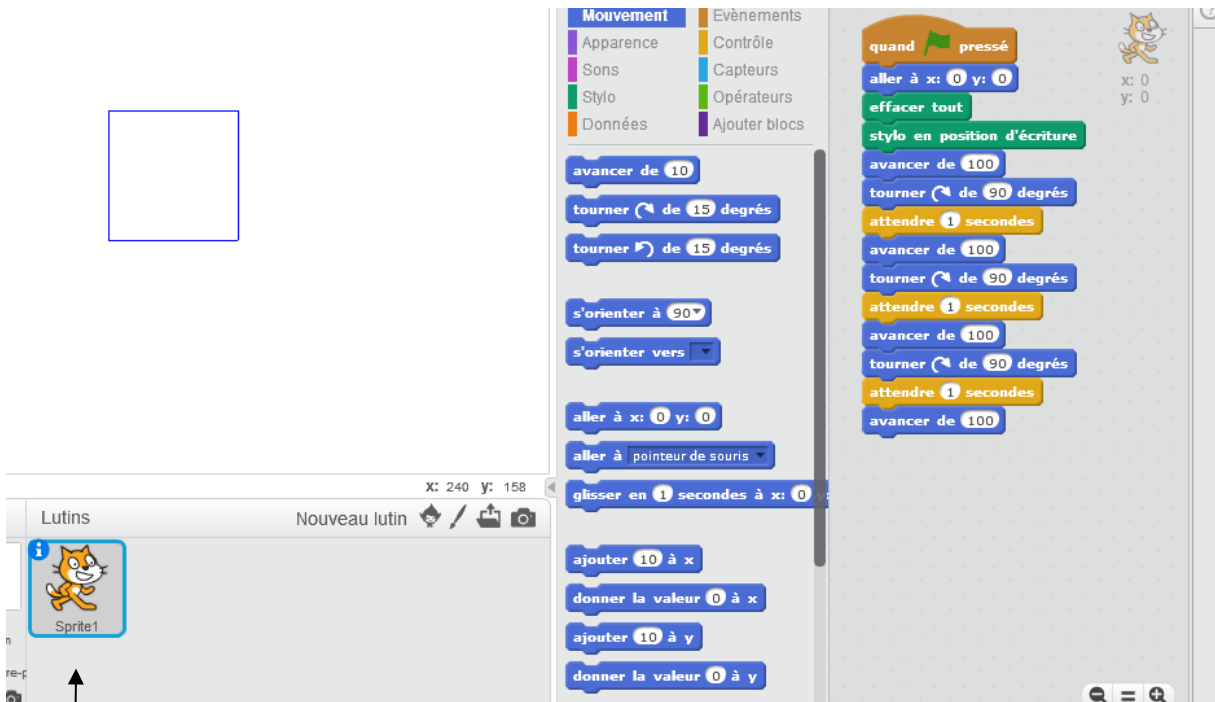 Mouvement
Evènements
Apparence
Contrôle
Sons
Capteurs
Stylo
Opérateurs
Données
Ajouter blocs
avancer de 10
tourner de 15 degrés
tourner de 15 degrés
s'orienter à 90
s'orienter vers
aller à x: 0 y: 0
aller à pointeur de souris
glisser en 1 secondes à x: 0 y:
ajouter 10 à x
donner la valeur 0 à x
ajouter 10 à y
donner la valeur 0 à y
quand pressé
aller à x: 0 y: 0
effacer tout
stylo en position d'écriture
avancer de 100
tourner de 90 degrés
attendre 1 secondes
avancer de 100
tourner de 90 degrés
attendre 1 secondes
avancer de 100
tourner de 90 degrés
attendre 1 secondes
avancer de 100
x: 0
y: 0
x: 240 y: 158
Lutins
Nouveau lutin
Sprite1